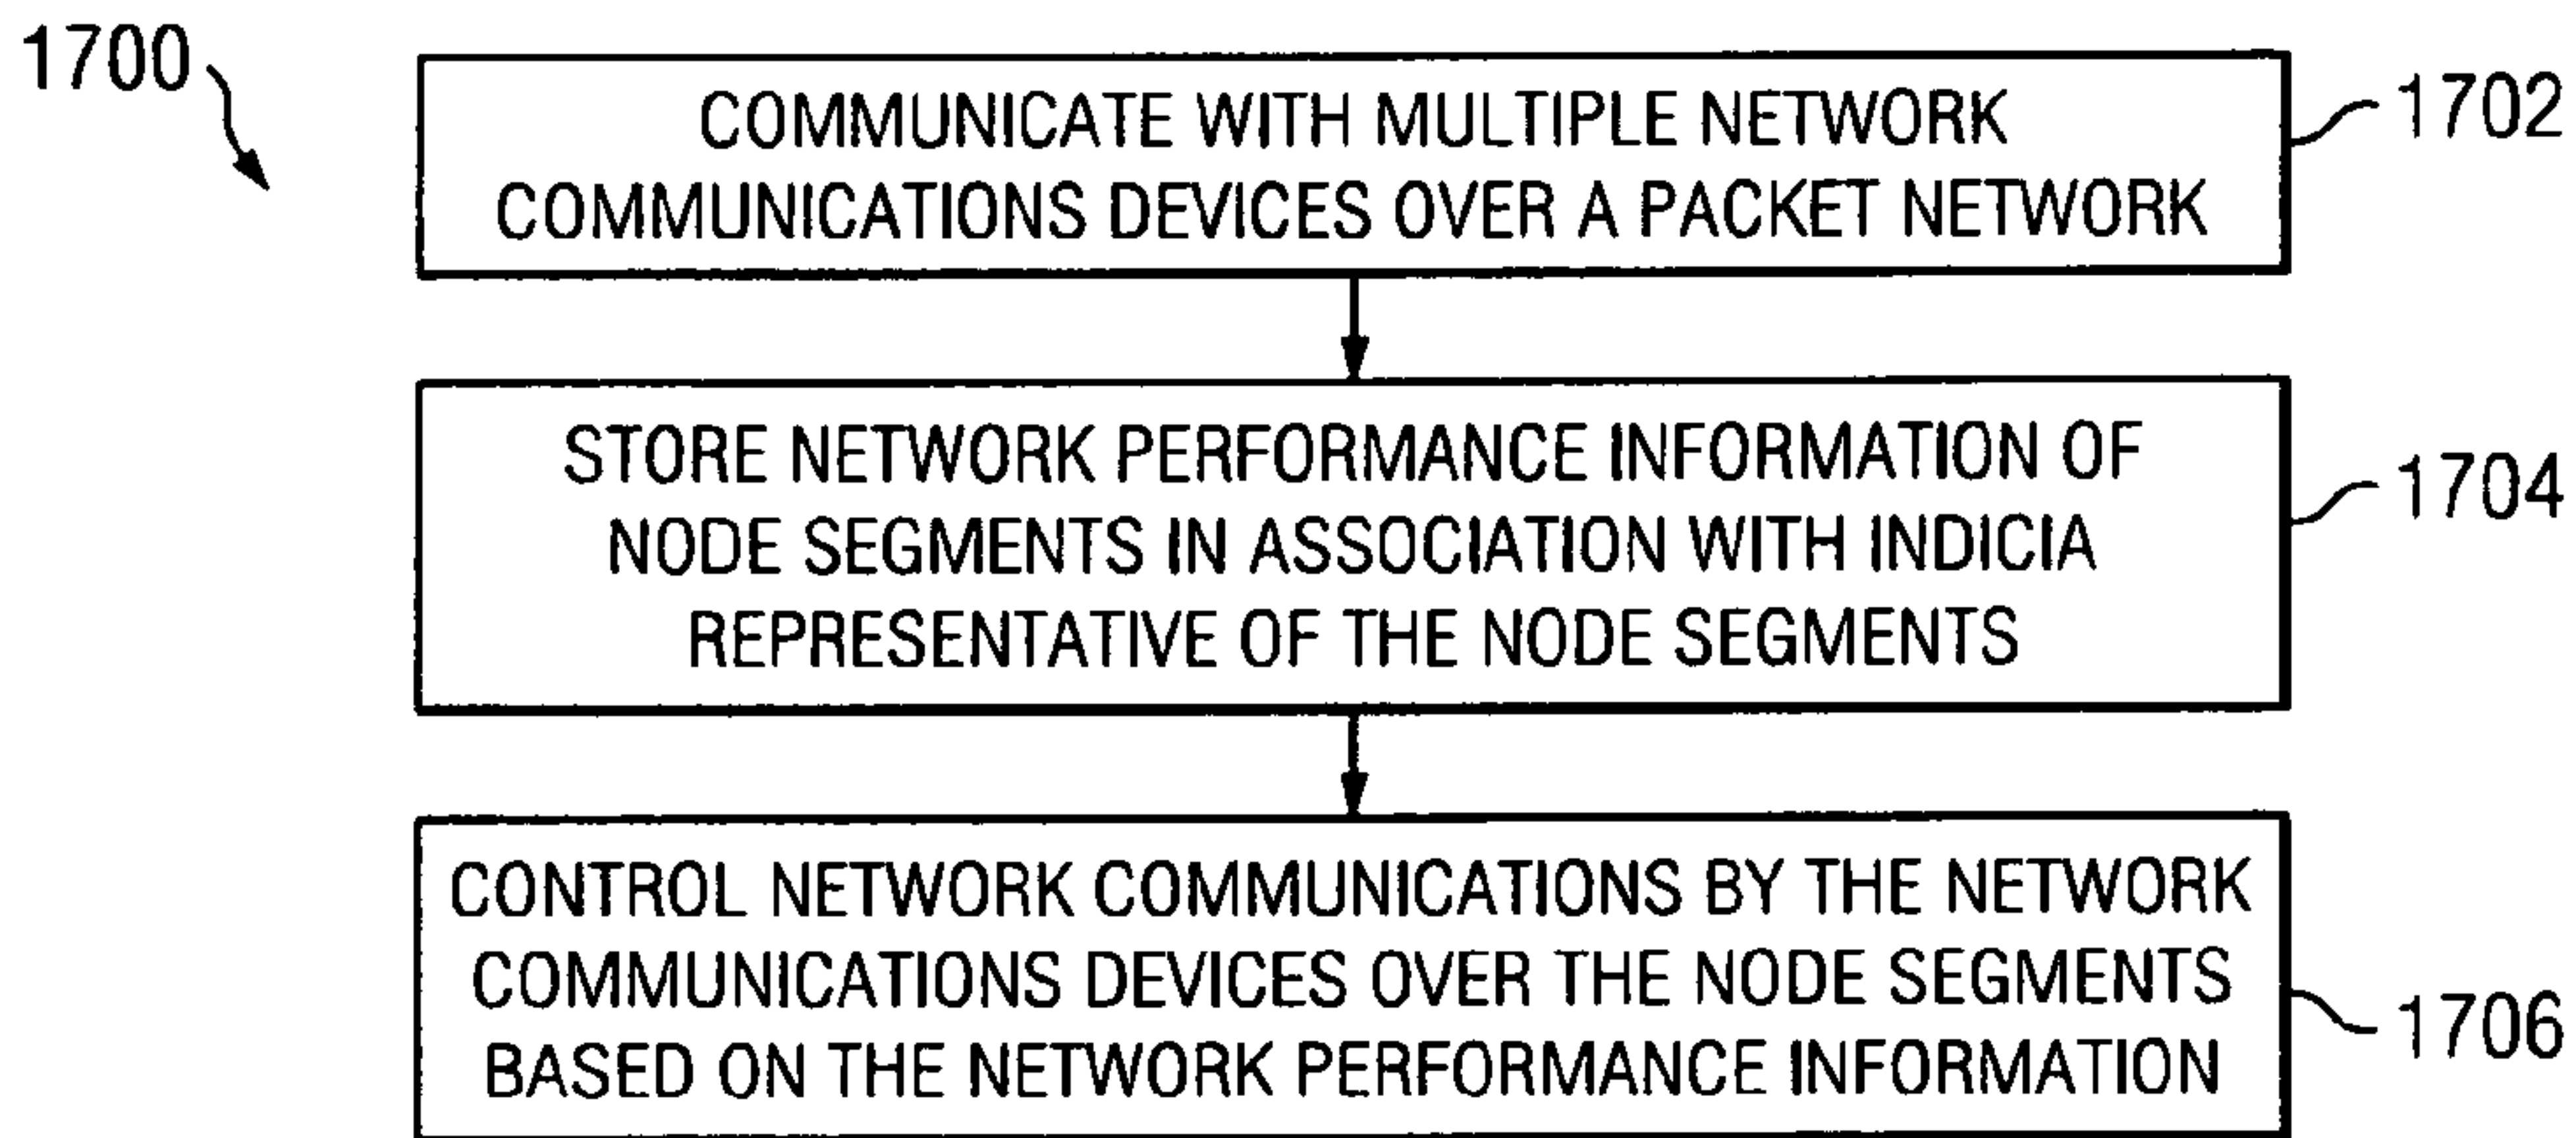 1700
COMMUNICATE WITH MULTIPLE NETWORK
COMMUNICATIONS DEVICES OVER A PACKET NETWORK
1702
STORE NETWORK PERFORMANCE INFORMATION OF
NODE SEGMENTS IN ASSOCIATION WITH INDICIA
REPRESENTATIVE OF THE NODE SEGMENTS
1704
CONTROL NETWORK COMMUNICATIONS BY THE NETWORK
COMMUNICATIONS DEVICES OVER THE NODE SEGMENTS
BASED ON THE NETWORK PERFORMANCE INFORMATION
1706